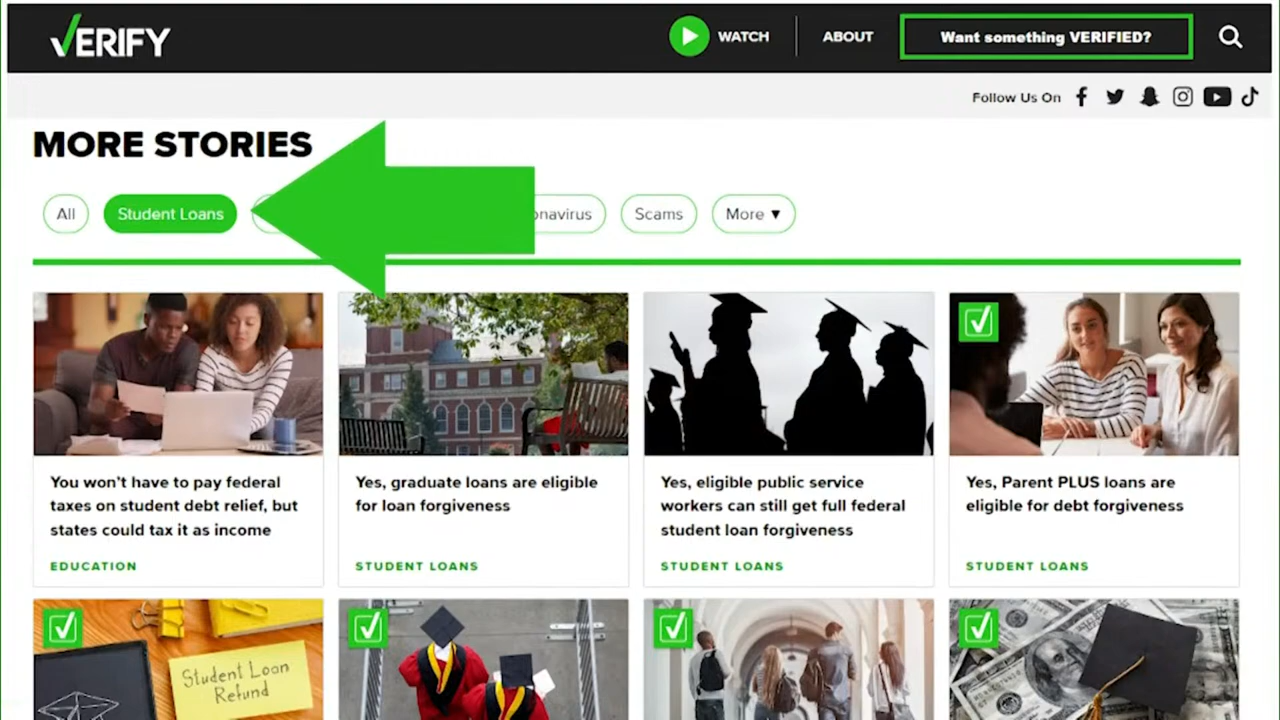 VERIFY
WATCH
ABOUT
Want something VERIFIED?
Follow Us On
MORE STORIES
All
Student Loans
Scams
More ▼
You won't have to pay federal
taxes on student debt relief, but
states could tax it as income
EDUCATION
Yes, graduate loans are eligible
for loan forgiveness
STUDENT LOANS
Yes, eligible public service
workers can still get full federal
student loan forgiveness
STUDENT LOANS
Yes, Parent PLUS loans are
eligible for debt forgiveness
STUDENT LOANS
Student Loan
Refund